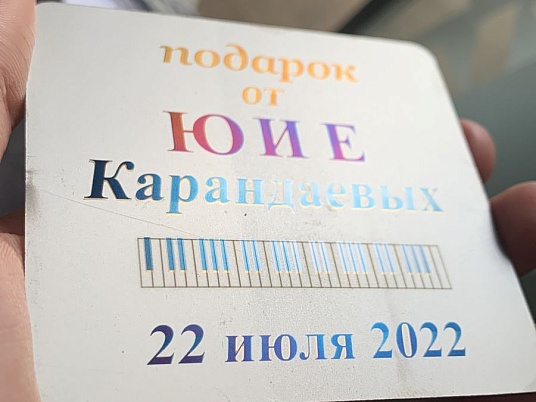 подарок
от
Ю И Е
Карандаевых
22 июля 2022